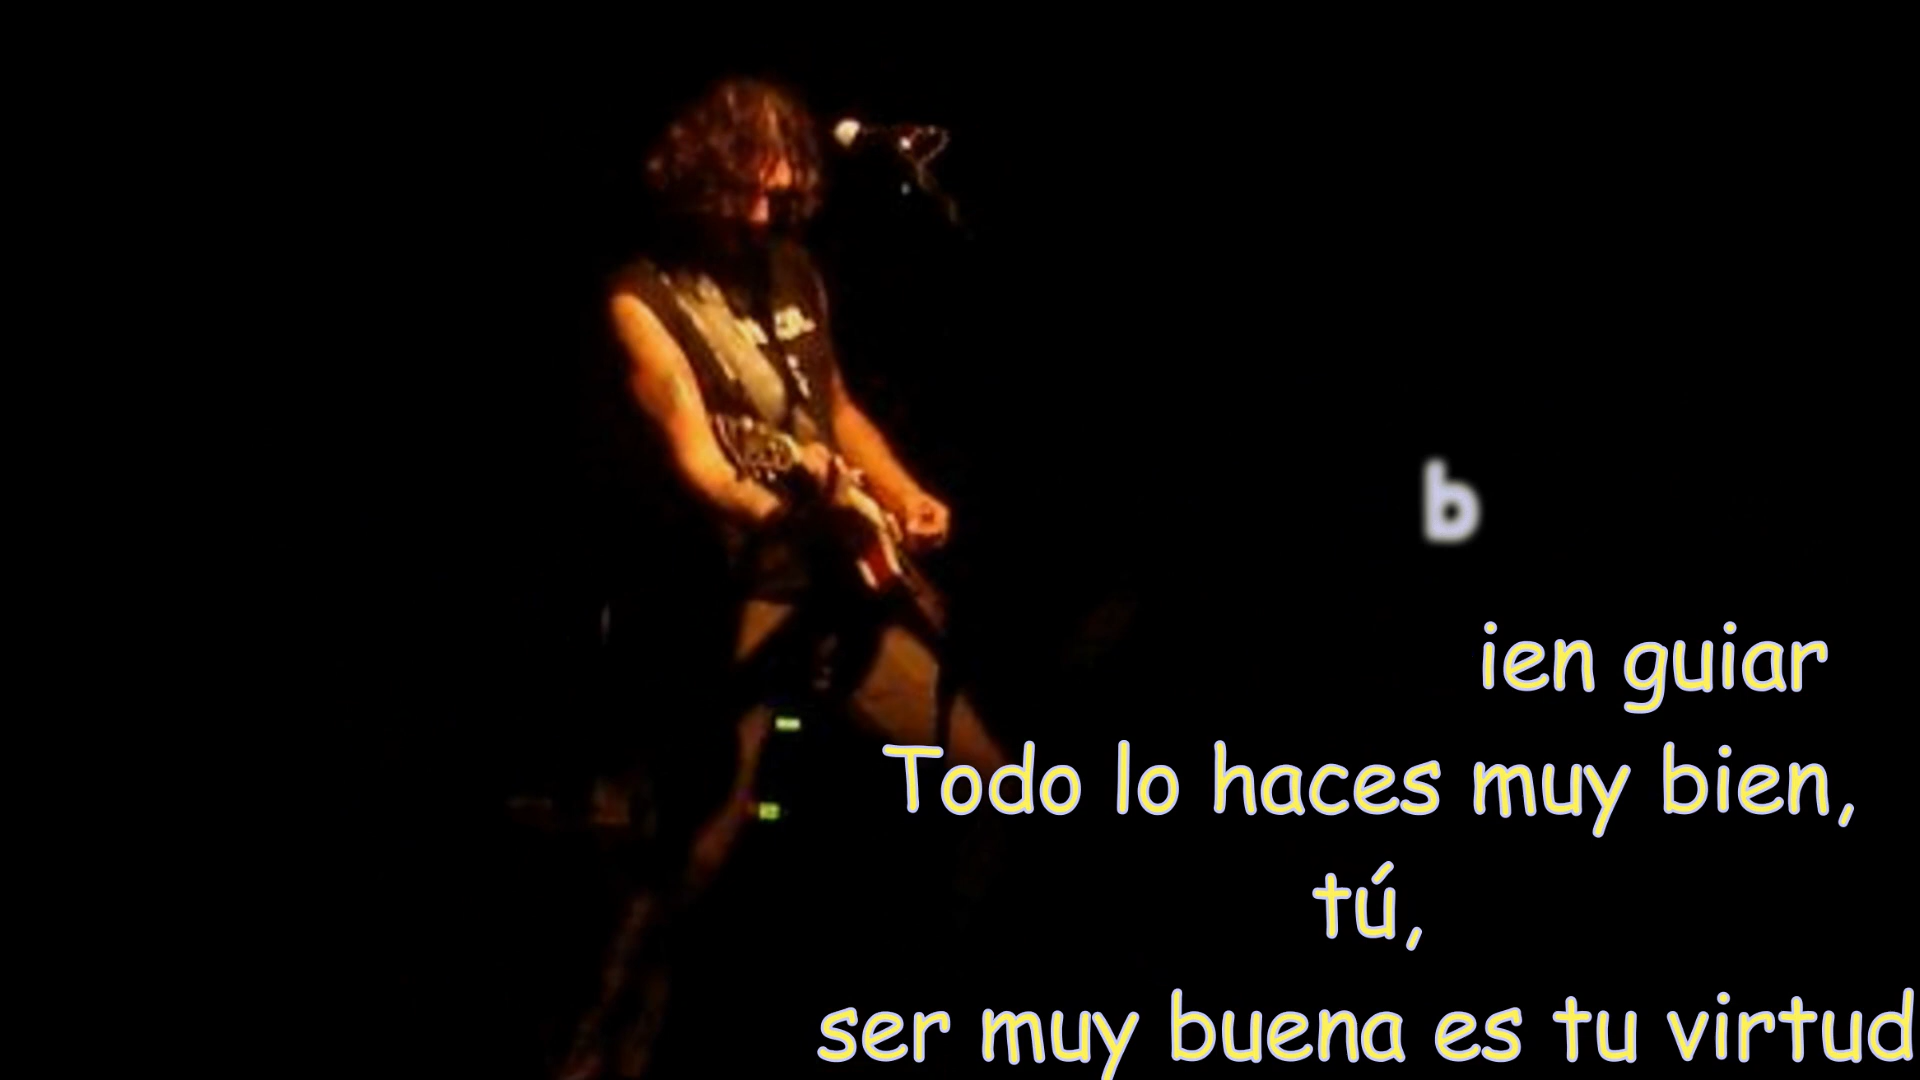 b
ien guiar
Todo lo haces muy bien,
tú,
ser muy buena es tu virtud